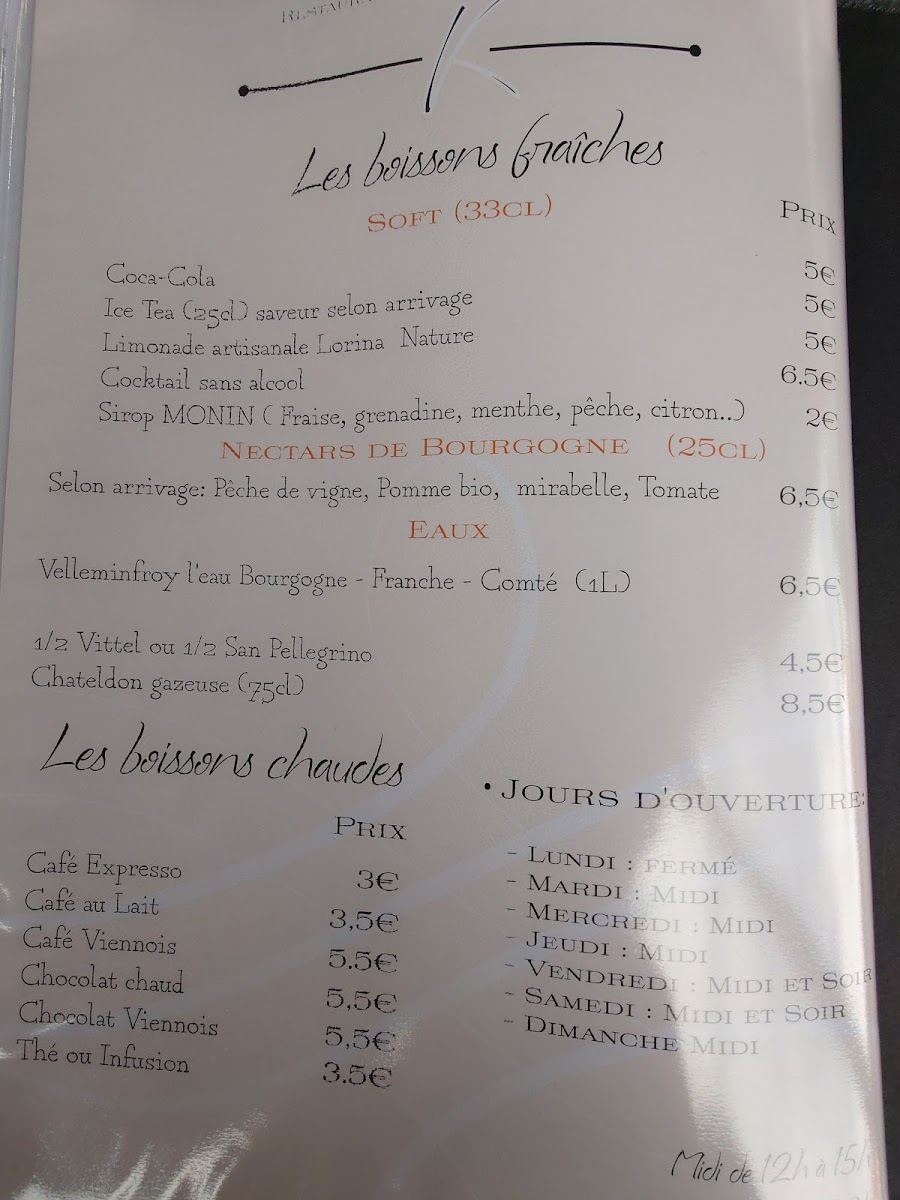 K
Les boissons fraîches
Soft (33cl)
Prix
Coca-Cola 5€
Ice Tea (25cl) saveur selon arrivage 5€
Limonade artisanale Lorina Nature 5€
Cocktail sans alcool 6.5€
Sirop MONIN ( Fraise, grenadine, menthe, pêche, citron..) 2€
Nectars de Bourgogne (25cl)
Selon arrivage: Pêche de vigne, Pomme bio, mirabelle, Tomate 6,5€
Eaux
Velleminfroy l'eau Bourgogne - Franche - Comté (1L) 6,5€
1/2 Vittel ou 1/2 San Pellegrino 4,5€
Chateldon gazeuse (75cl) 8,5€
Les boissons chaudes
Prix
Café Expresso 3€
Café au Lait 3,5€
Café Viennois 5.5€
Chocolat chaud 5,5€
Chocolat Viennois 5,5€
Thé ou Infusion 3.5€
• Jours d'ouverture:
- Lundi : fermé
- Mardi : Midi
- Mercredi : Midi
- Jeudi : Midi
- Vendredi : Midi et Soir
- Samedi : Midi et Soir
- Dimanche Midi
Midi de 12h à 15h